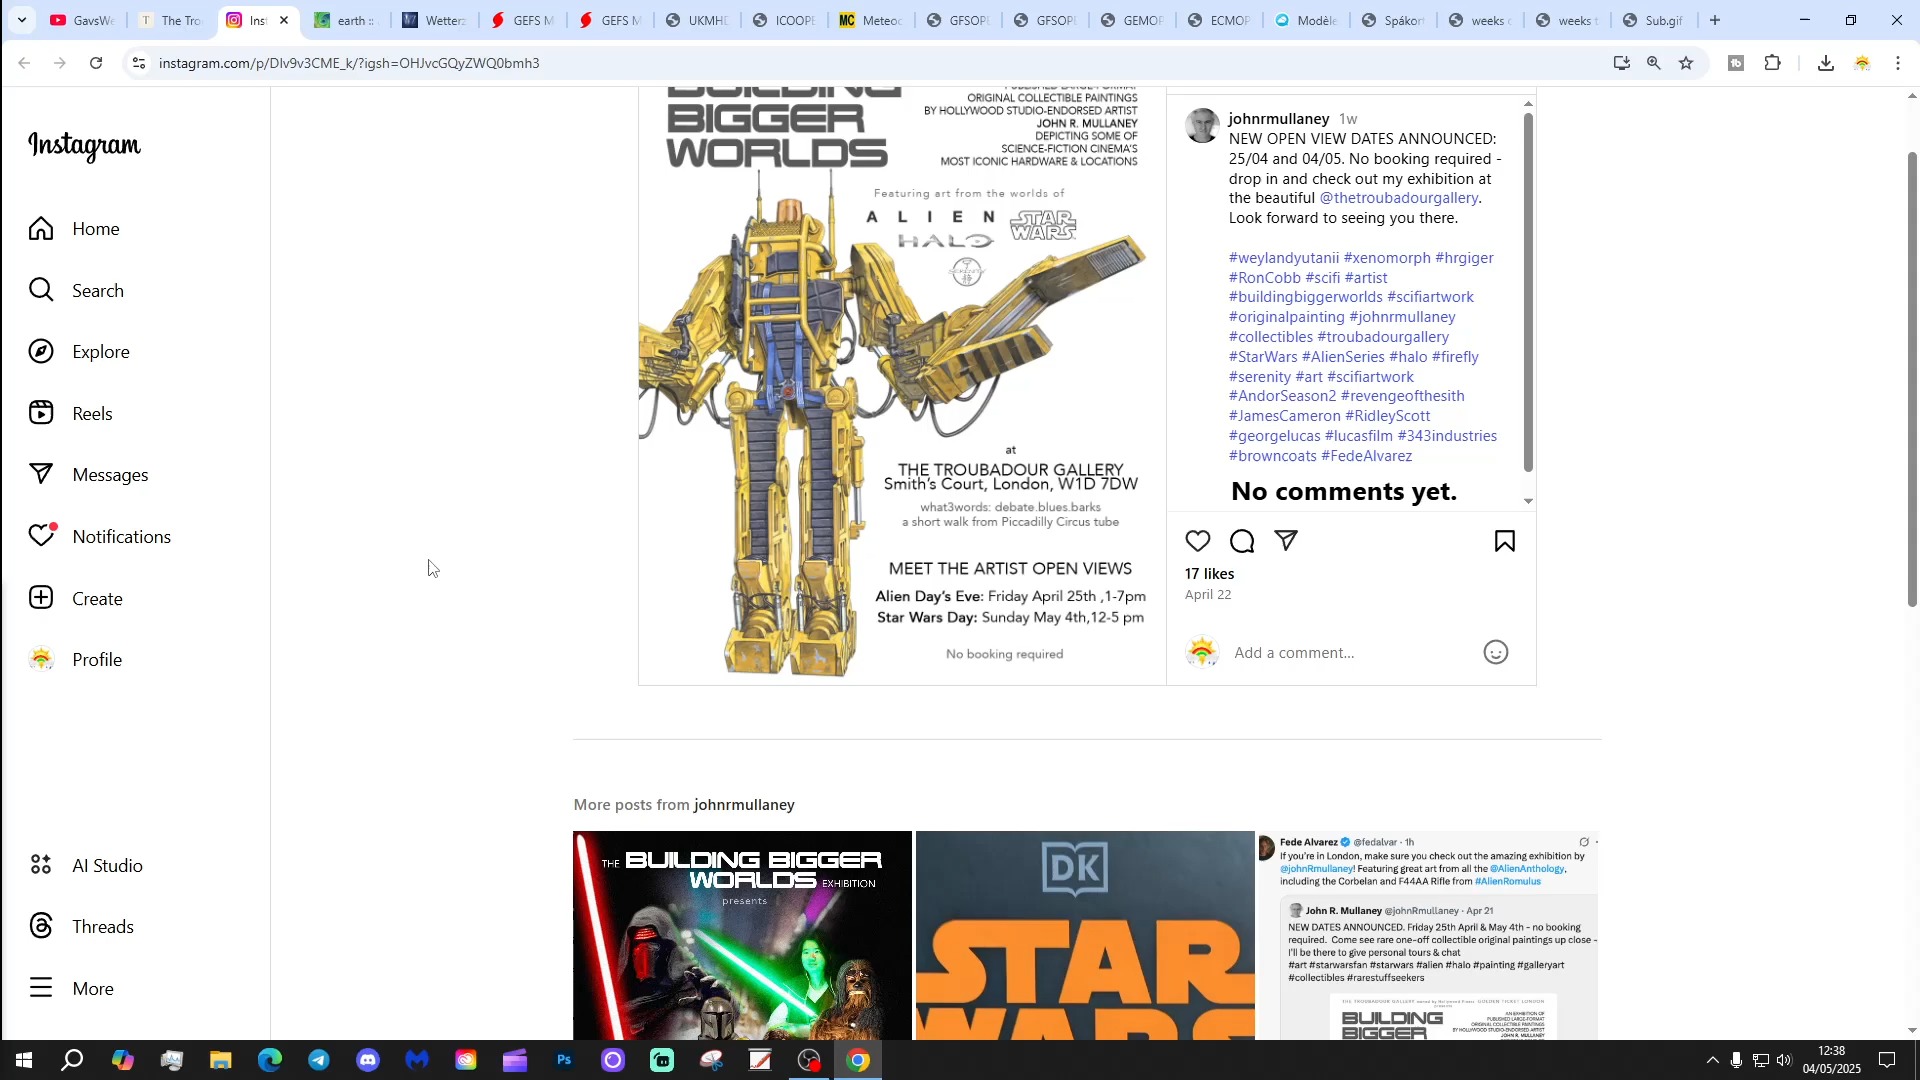 GavsWe
The Tro
Inst
earth ::
Wetterz
GEFS M
GEFS M
UKMHD
ICOOPE
MC Meteoc
GFSOPE
GFSOPE
GEMOP
ECMOP
Modèle
Spákort
weeks c
weeks t
Sub.gif
instagram.com/p/DIv9v3CME_k/?igsh=OHJvcGQyZWQ0bmh3
Instagram
Home
Search
Explore
Reels
Messages
Notifications
Create
Profile
AI Studio
Threads
More
BUILDING
BIGGER
WORLDS
PUBLISHED LARGE-FORMAT
ORIGINAL COLLECTIBLE PAINTINGS
BY HOLLYWOOD STUDIO-ENDORSED ARTIST
JOHN R. MULLANEY
DEPICTING SOME OF
SCIENCE-FICTION CINEMA'S
MOST ICONIC HARDWARE & LOCATIONS
Featuring art from the worlds of
ALIEN
STAR WARS
HALO
SERENITY
at
THE TROUBADOUR GALLERY
Smith's Court, London, W1D 7DW
what3words: debate.blues.barks
a short walk from Piccadilly Circus tube
MEET THE ARTIST OPEN VIEWS
Alien Day's Eve: Friday April 25th ,1-7pm
Star Wars Day: Sunday May 4th,12-5 pm
No booking required
johnrmullaney 1w
NEW OPEN VIEW DATES ANNOUNCED:
25/04 and 04/05. No booking required -
drop in and check out my exhibition at
the beautiful @thetroubadourgallery.
Look forward to seeing you there.
#weylandyutanii #xenomorph #hrgiger
#RonCobb #scifi #artist
#buildingbiggerworlds #scifiartwork
#originalpainting #johnrmullaney
#collectibles #troubadourgallery
#StarWars #AlienSeries #halo #firefly
#serenity #art #scifiartwork
#AndorSeason2 #revengeofthesith
#JamesCameron #RidleyScott
#georgelucas #lucasfilm #343industries
#browncoats #FedeAlvarez
No comments yet.
17 likes
April 22
Add a comment...
More posts from johnrmullaney
THE BUILDING BIGGER
WORLDS EXHIBITION
presents
DK
STAR
WARS
Fede Alvarez @fedalvar · 1h
If you're in London, make sure you check out the amazing exhibition by
@johnRmullaney! Featuring great art from all the @AlienAnthology,
including the Corbelan and F44AA Rifle from #AlienRomulus
John R. Mullaney @johnRmullaney · Apr 21
NEW DATES ANNOUNCED. Friday 25th April & May 4th - no booking
required. Come see rare one-off collectible original paintings up close -
I'll be there to give personal tours & chat
#art #starwarsfan #starwars #alien #halo #painting #galleryart
#collectibles #rarestuffseekers
BUILDING
BIGGER
12:38
04/05/2025